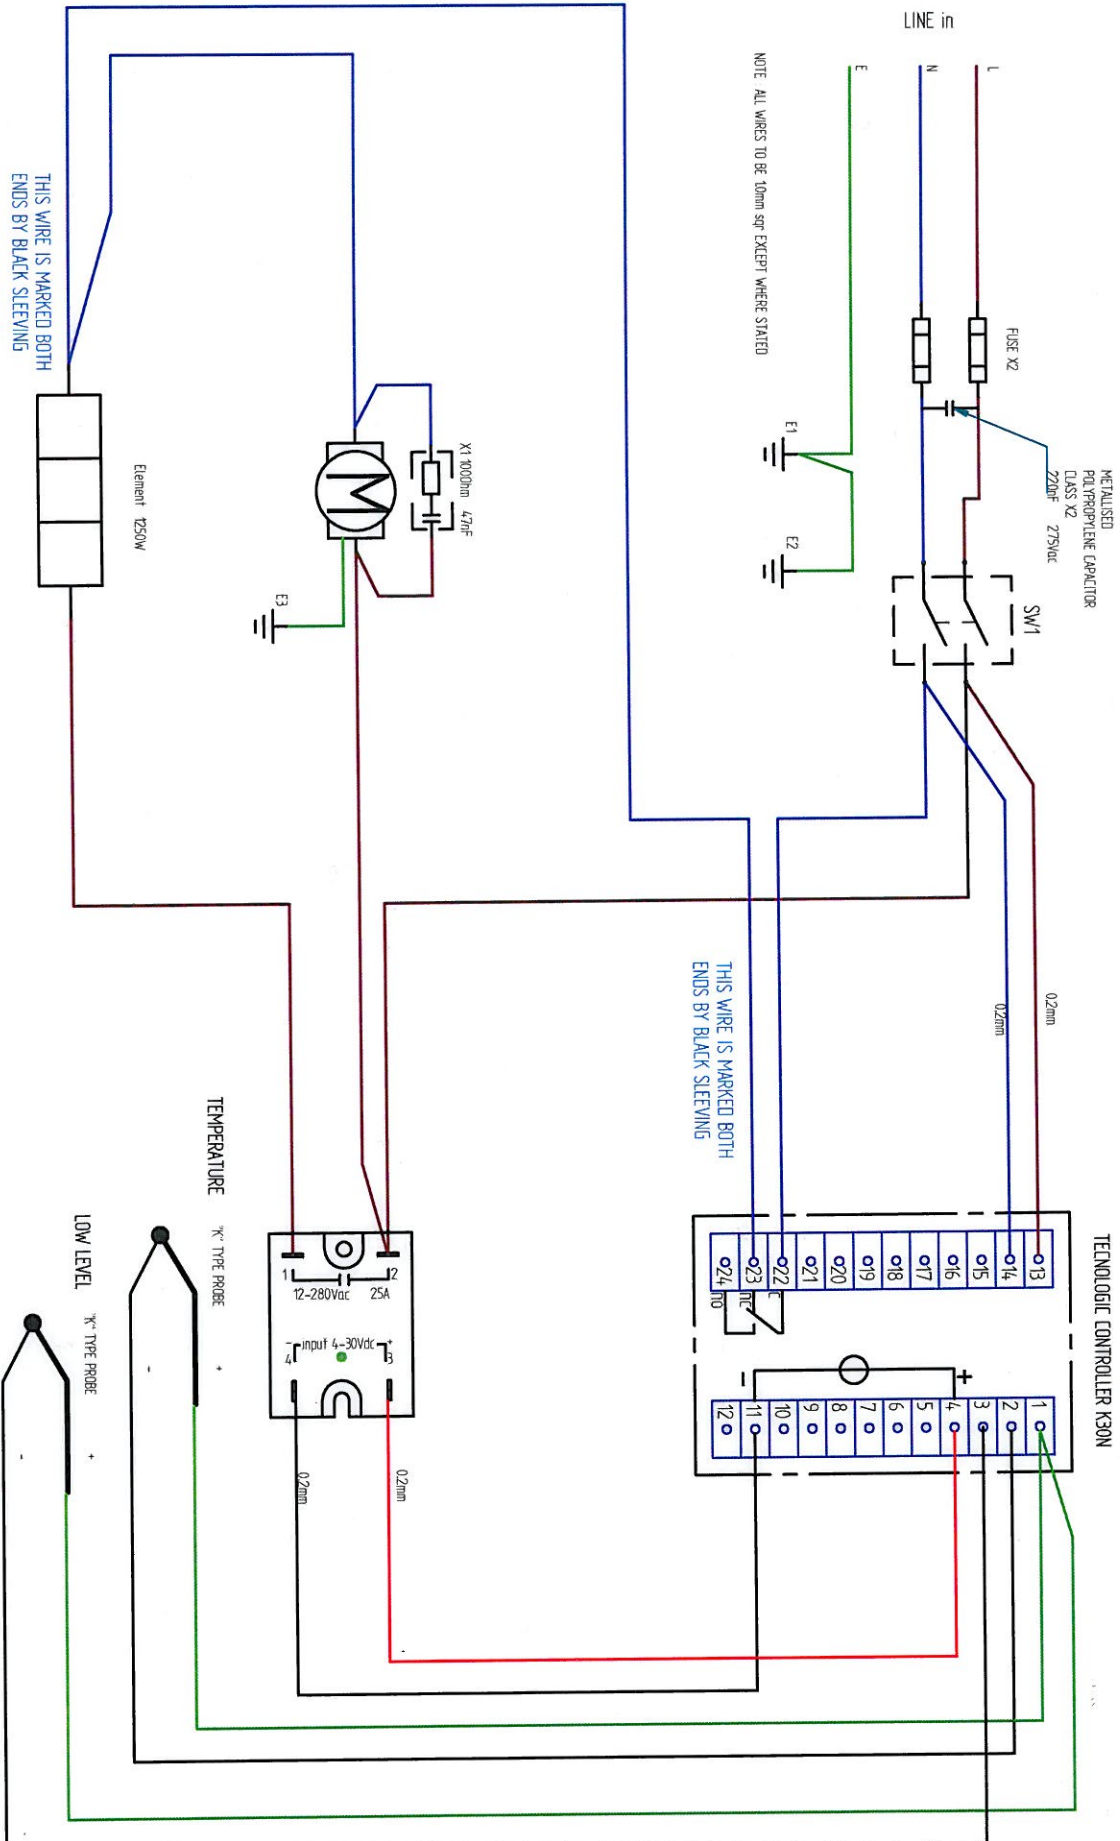 LINE in
L
N
E
NOTE ALL WIRES TO BE 1.0mm sqr EXCEPT WHERE STATED
FUSE X2
METALLISED
POLYPROPYLENE CAPACITOR
CLASS X2
220nF 275Vac
E1
E2
SW1
THIS WIRE IS MARKED BOTH
ENDS BY BLACK SLEEVING
X1 100Ohm 47nF
M
E3
Element 1250W
0.2mm
0.2mm
THIS WIRE IS MARKED BOTH
ENDS BY BLACK SLEEVING
TECNOLOGIC CONTROLLER K30N
13
14
15
16
17
18
19
20
21
22
23
24
c
nc
no
+
-
1
2
3
4
5
6
7
8
9
10
11
12
1
2
12-280Vac 25A
- input 4-30Vdc +
4
3
0.2mm
0.2mm
TEMPERATURE "K" TYPE PROBE
+
-
LOW LEVEL "K" TYPE PROBE
+
-